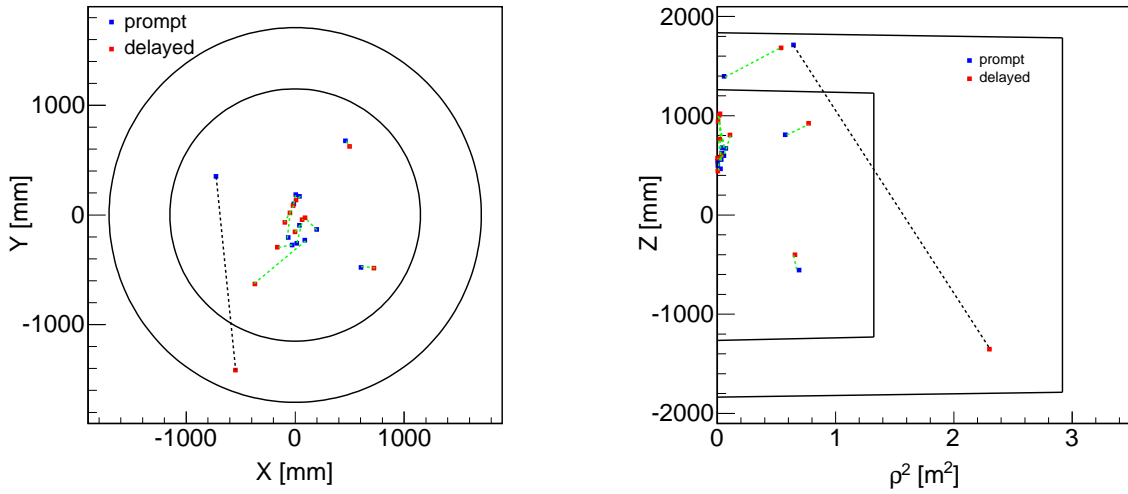 prompt
delayed
1000
0
-1000
Y [mm]
-1000 0 1000
X [mm]
2000
1000
0
-1000
-2000
Z [mm]
prompt
delayed
0 1 2 3
ρ² [m²]